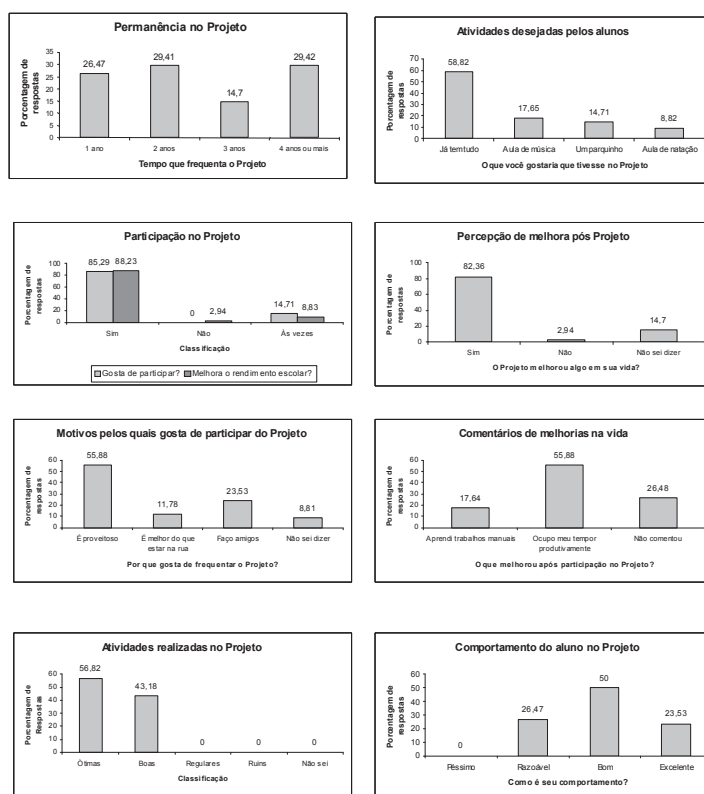 Permanência no Projeto
Porcentagem de respostas
35
30
25
20
15
10
5
0
26,47
29,41
14,7
29,42
1 ano
2 anos
3 anos
4 anos ou mais
Tempo que frequenta o Projeto
Atividades desejadas pelos alunos
Porcentagem de respostas
70
60
50
40
30
20
10
0
58,82
17,65
14,71
8,82
Já tem tudo
Aula de música
Um parquinho
Aula de natação
O que você gostaria que tivesse no Projeto
Participação no Projeto
Porcentagem de respostas
100
80
60
40
20
0
85,29 88,23
0 2,94
14,71 8,83
Sim
Não
Às vezes
Classificação
Gosta de participar? Melhora o rendimento escolar?
Percepção de melhora pós Projeto
Porcentagem de respostas
100
80
60
40
20
0
82,36
2,94
14,7
Sim
Não
Não sei dizer
O Projeto melhorou algo em sua vida?
Motivos pelos quais gosta de participar do Projeto
Porcentagem de respostas
60
50
40
30
20
10
0
55,88
11,78
23,53
8,81
É proveitoso
É melhor do que
estar na rua
Faço amigos
Não sei dizer
Por que gosta de frequentar o Projeto?
Comentários de melhorias na vida
Porcentagem de respostas
60
50
40
30
20
10
0
17,64
55,88
26,48
Aprendi trabalhos manuais
Ocupo meu tempor
produtivamente
Não comentou
O que melhorou após participação no Projeto?
Atividades realizadas no Projeto
Porcentagem de Respostas
60
50
40
30
20
10
0
56,82
43,18
0
0
0
Ótimas
Boas
Regulares
Ruins
Não sei
Classificação
Comportamento do aluno no Projeto
Porcentagem de respostas
60
50
40
30
20
10
0
0
26,47
50
23,53
Péssimo
Razoável
Bom
Excelente
Como é seu comportamento?